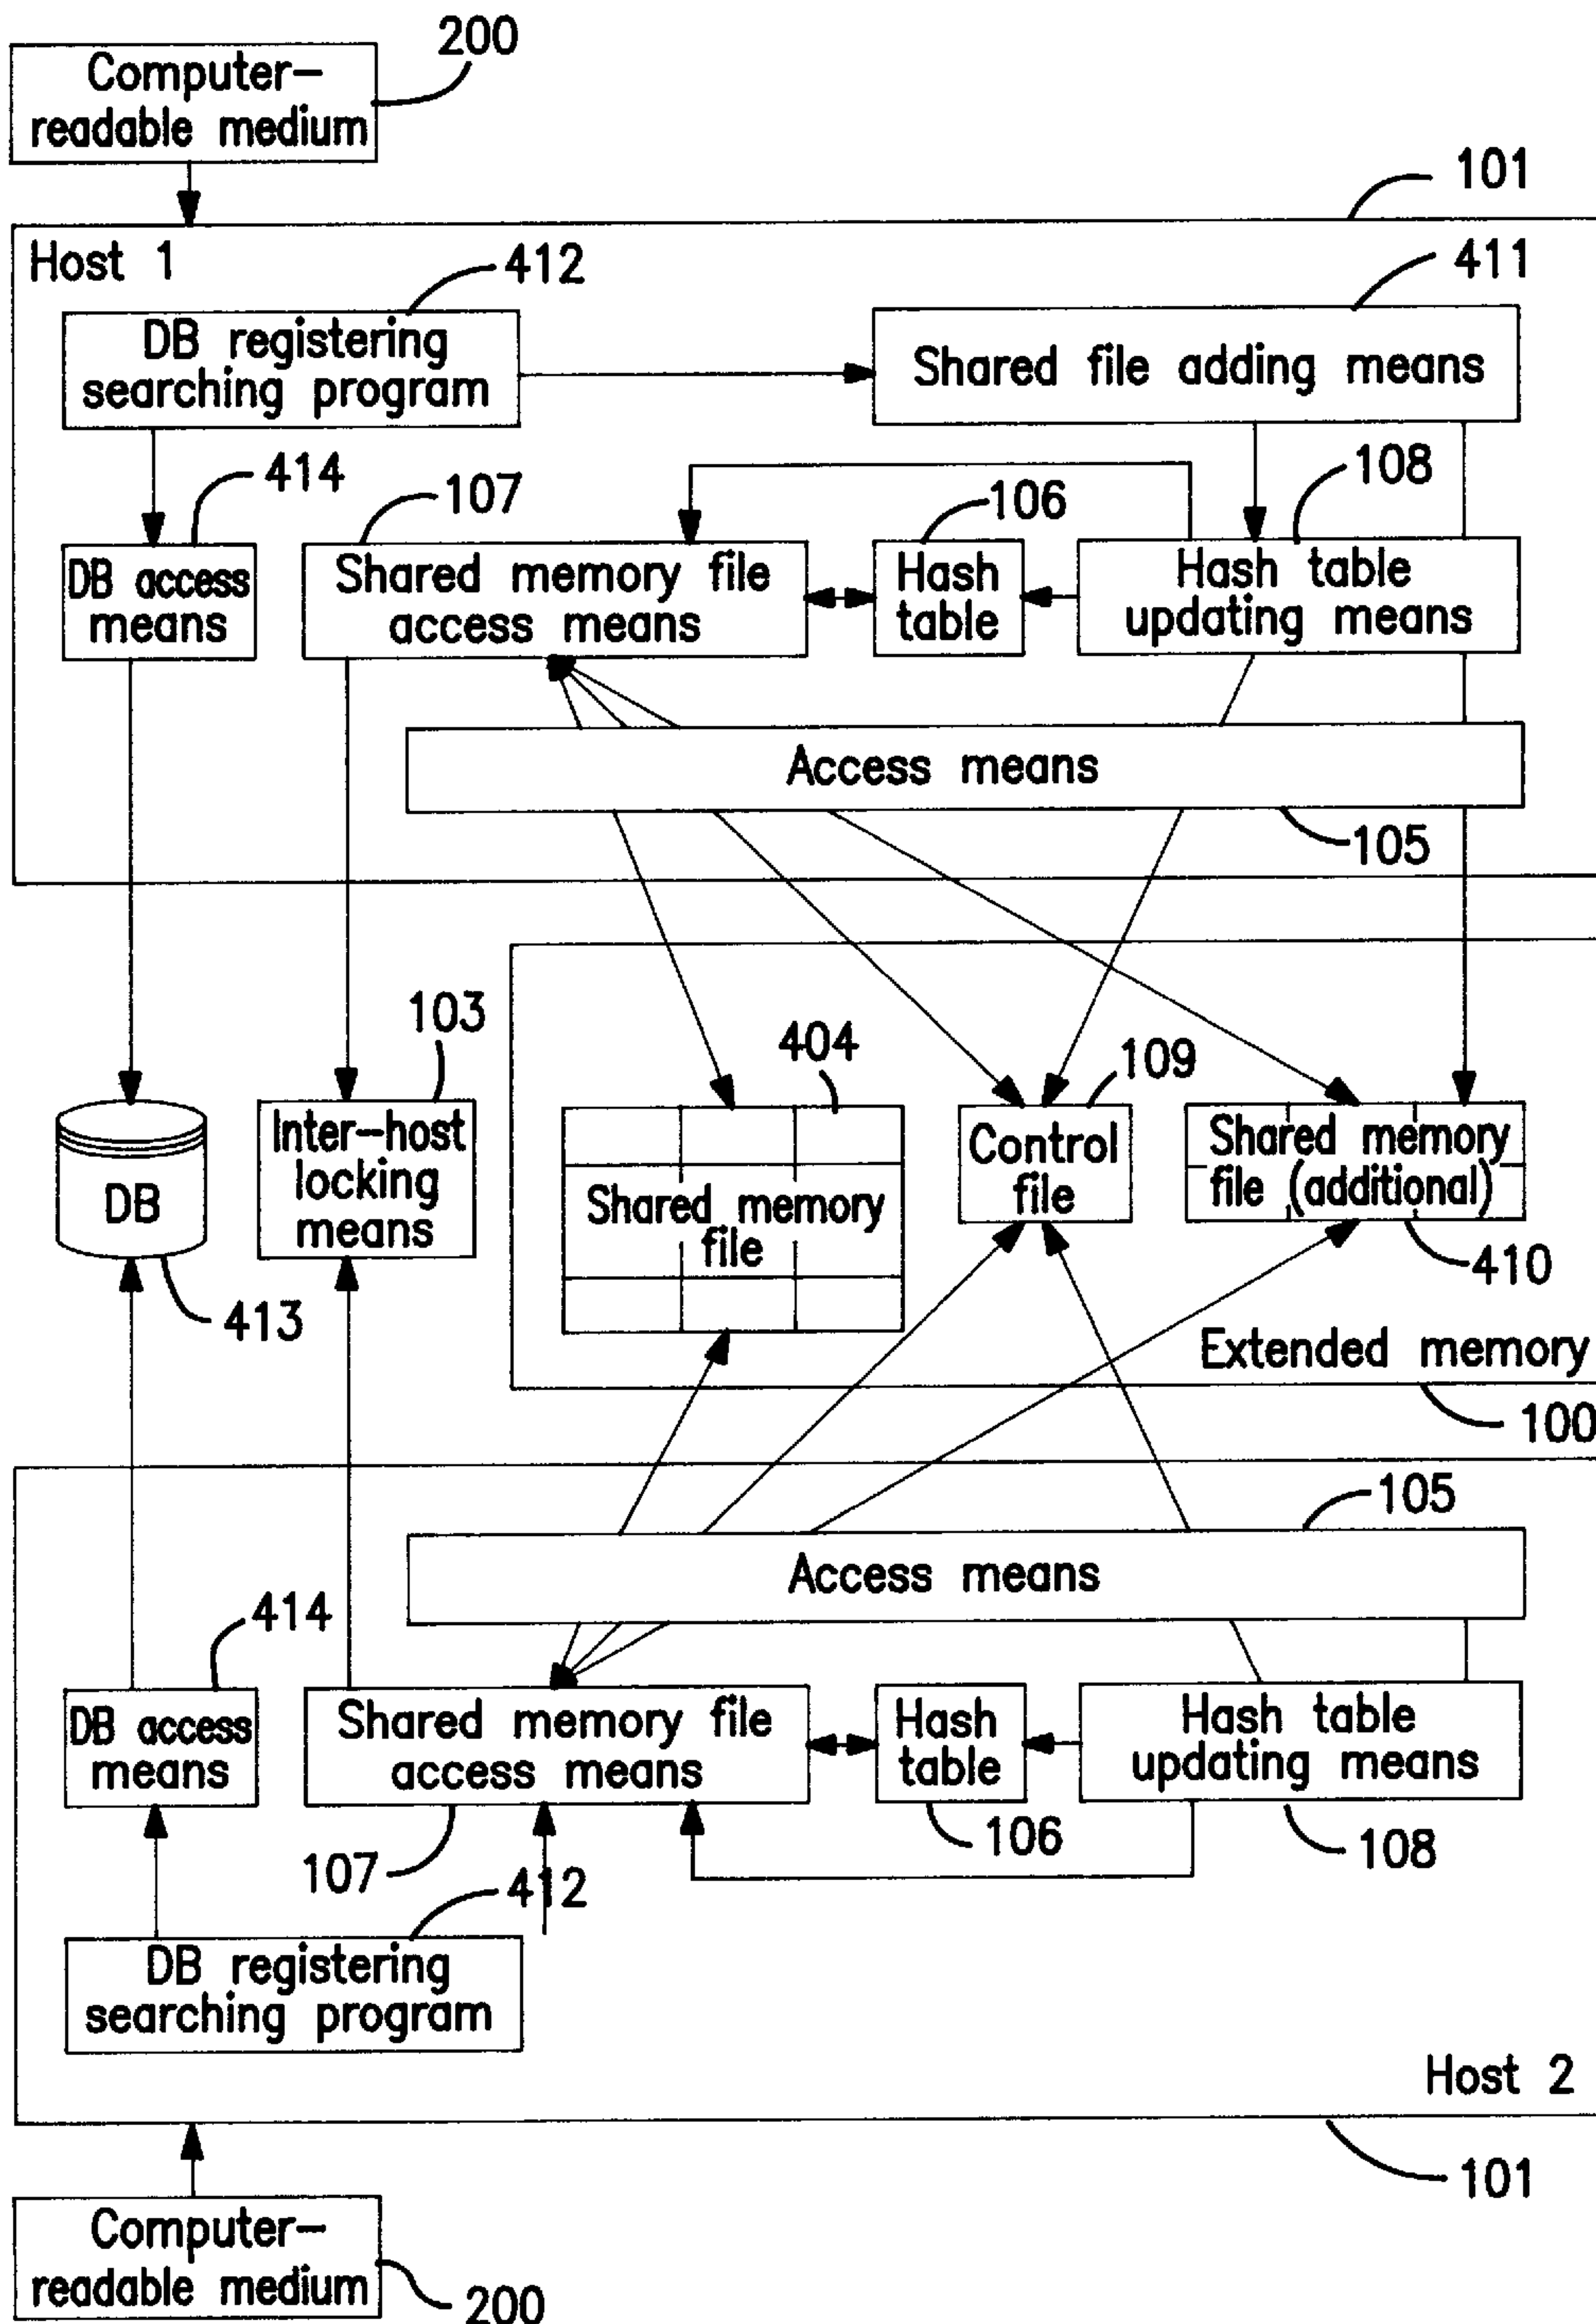 200
Computer-
readable medium
101
Host 1
412
411
DB registering
searching program
Shared file adding means
414
107
106
108
DB access
means
Shared memory file
access means
Hash
table
Hash table
updating means
Access means
105
103
404
109
DB
Inter-host
locking
means
Shared memory
file
Control
file
Shared memory
file (additional)
413
410
Extended memory
100
105
Access means
414
DB access
means
Shared memory file
access means
Hash
table
Hash table
updating means
107
106
108
412
DB registering
searching program
Host 2
101
Computer-
readable medium
200